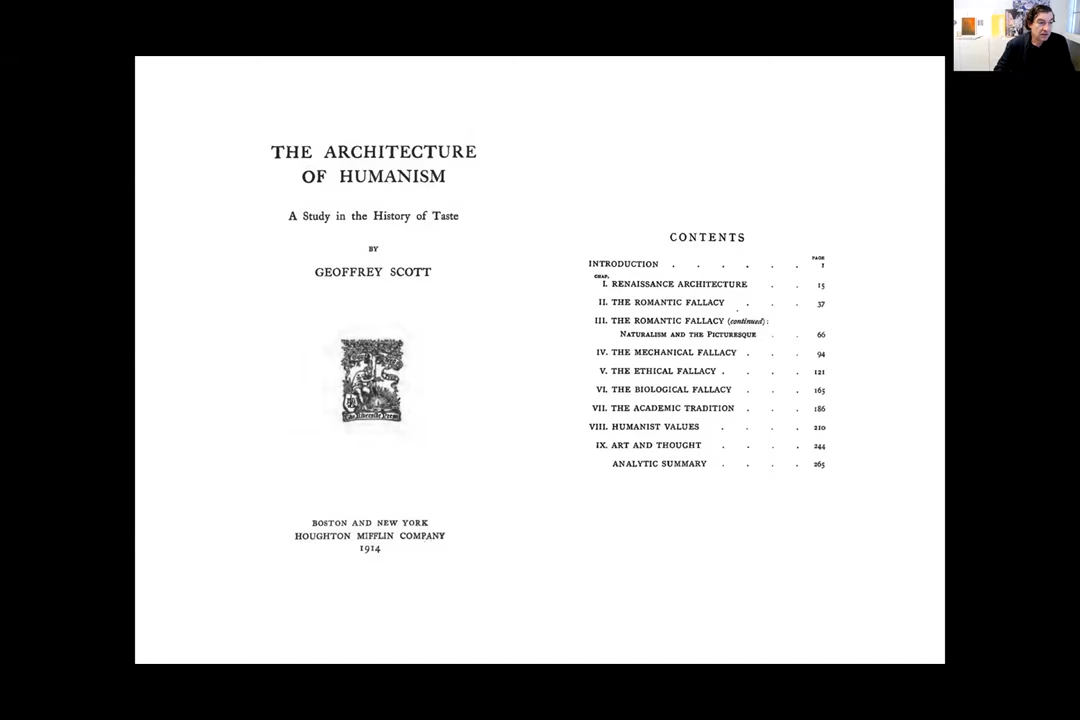 THE ARCHITECTURE
OF HUMANISM
A Study in the History of Taste
BY
GEOFFREY SCOTT
The Riverside Press
BOSTON AND NEW YORK
HOUGHTON MIFFLIN COMPANY
1914
CONTENTS
PAGE
INTRODUCTION . . . . . . 1
CHAP.
I. RENAISSANCE ARCHITECTURE . . 15
II. THE ROMANTIC FALLACY . . . 37
III. THE ROMANTIC FALLACY (continued):
NATURALISM AND THE PICTURESQUE . . 66
IV. THE MECHANICAL FALLACY . . . 94
V. THE ETHICAL FALLACY . . . . 121
VI. THE BIOLOGICAL FALLACY . . . 165
VII. THE ACADEMIC TRADITION . . . 186
VIII. HUMANIST VALUES . . . . 210
IX. ART AND THOUGHT . . . . 244
ANALYTIC SUMMARY . . . . 265